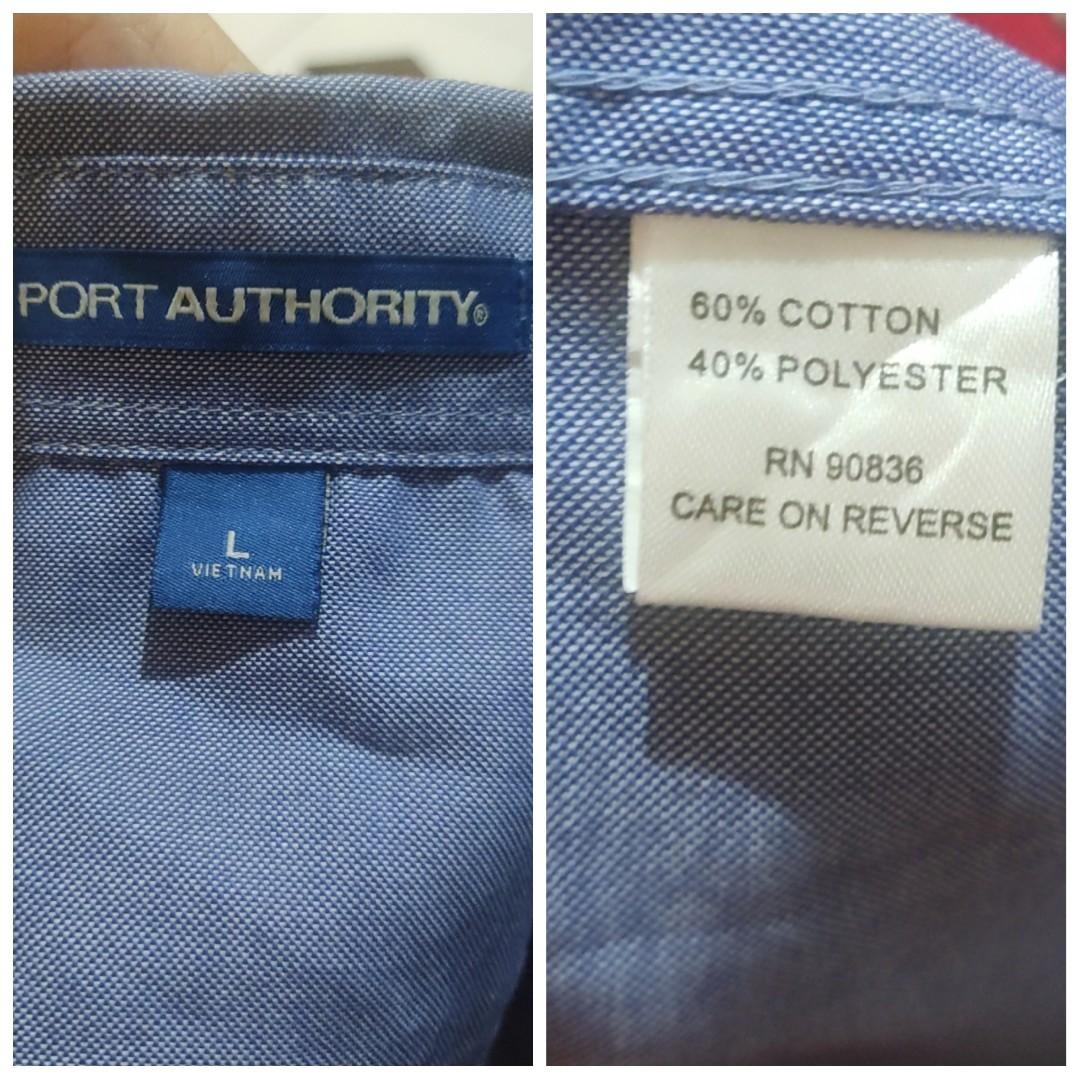 PORT AUTHORITY®
L
VIETNAM
60% COTTON
40% POLYESTER
RN 90836
CARE ON REVERSE